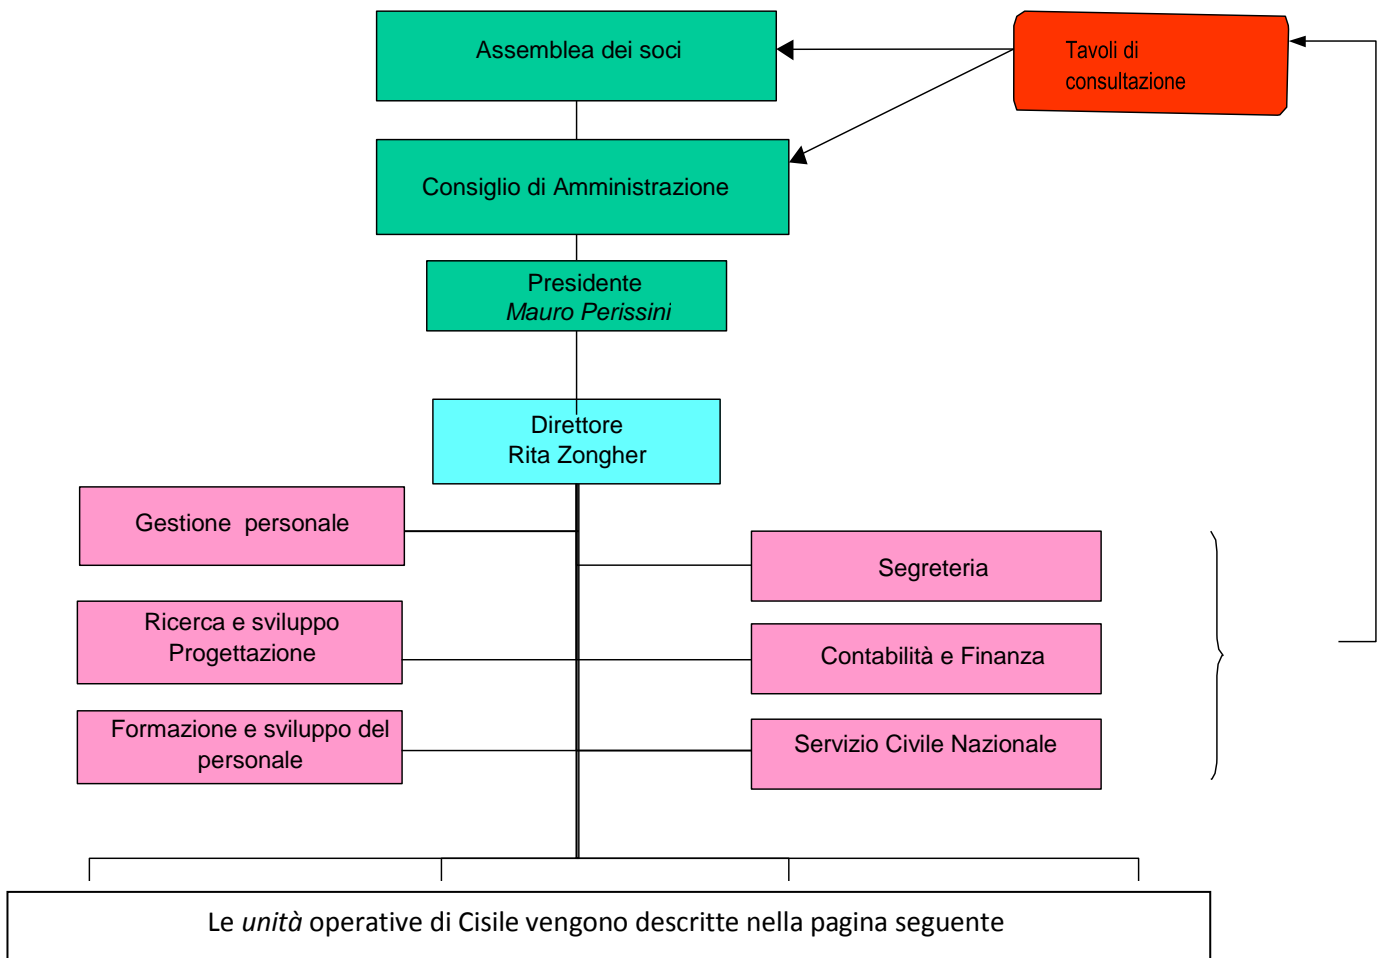 Assemblea dei soci
Tavoli di
consultazione
Consiglio di Amministrazione
Presidente
Mauro Perissini
Direttore
Rita Zongher
Gestione  personale
Segreteria
Ricerca e sviluppo
Progettazione
Contabilità e Finanza
Formazione e sviluppo del
personale
Servizio Civile Nazionale
Le unità operative di Cisile vengono descritte nella pagina seguente